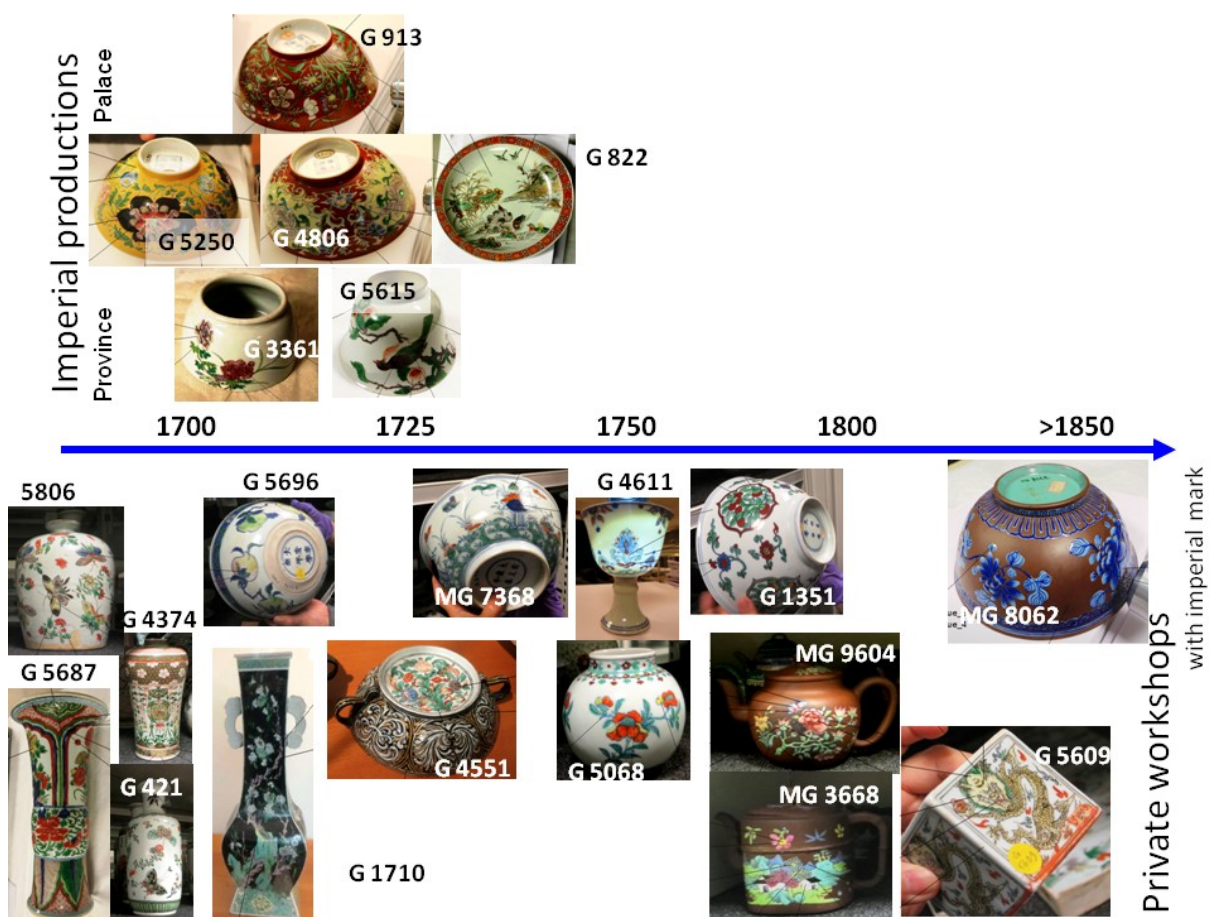 Imperial productions
Palace
Province
G 913
G 5250
G 4806
G 822
G 3361
G 5615
1700
1725
1750
1800
>1850
5806
G 5696
MG 7368
G 4611
G 1351
MG 8062
G 4374
G 5687
G 421
G 1710
G 4551
G 5068
MG 9604
MG 3668
G 5609
Private workshops
with imperial mark